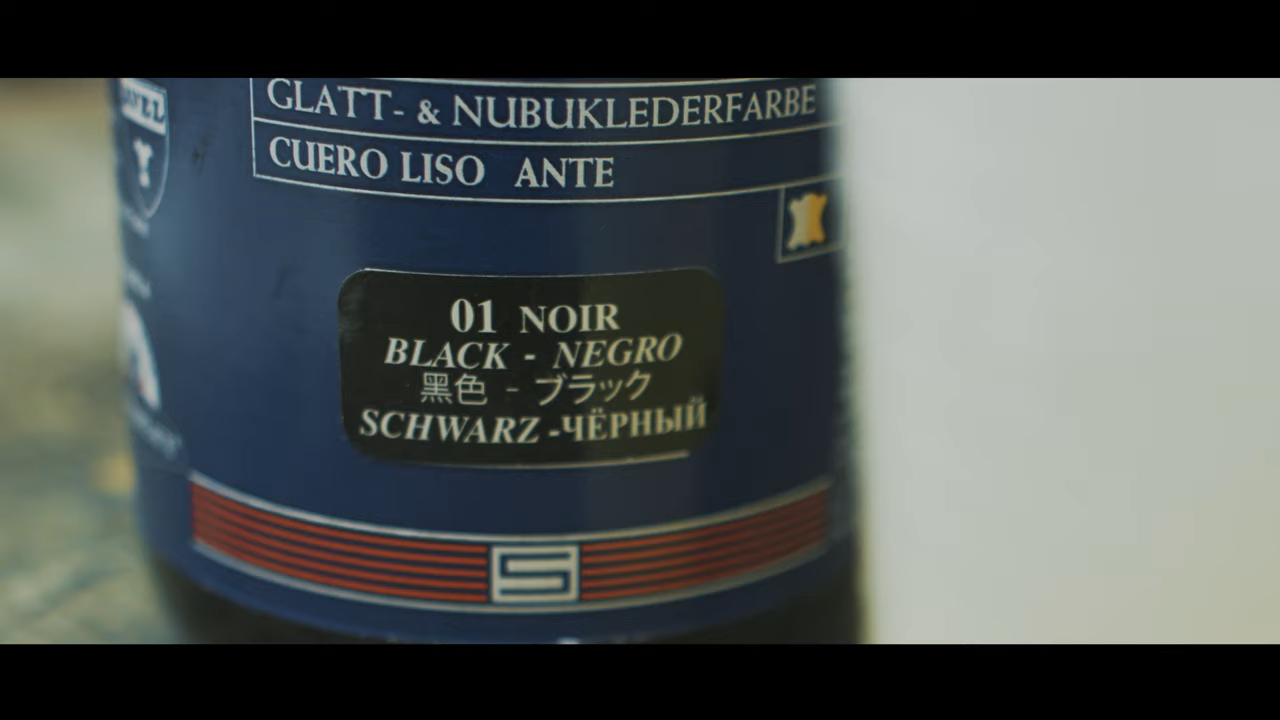 GLATT- & NUBUKLEDERFARBE
CUERO LISO ANTE
01 NOIR
BLACK - NEGRO
黑色 - ブラック
SCHWARZ -ЧЁРНЫЙ
S